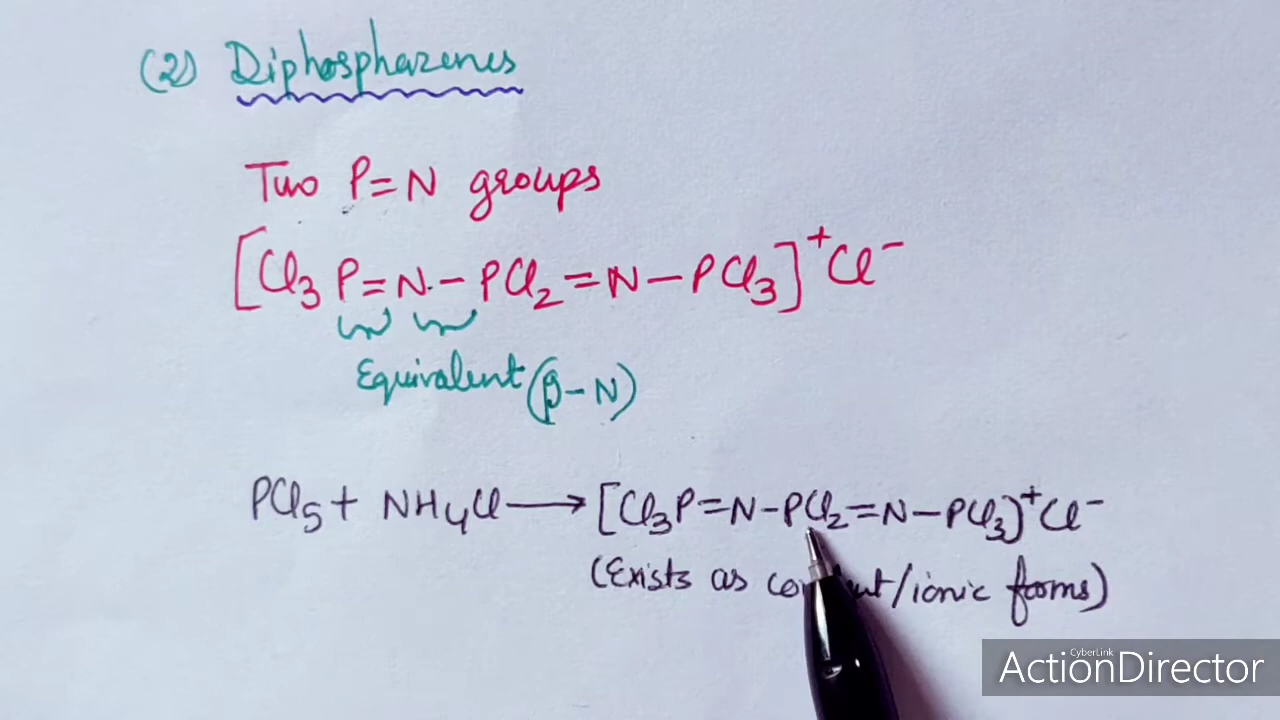 (2) Diphosphazenes
Two P=N groups
[Cl₃P=N-PCl₂=N-PCl₃]⁺Cl⁻
Equivalent (β-N)
PCl₅ + NH₄Cl → [Cl₃P=N-PCl₂=N-PCl₃]⁺Cl⁻
(Exists as /ionic forms)
CyberLink
ActionDirector